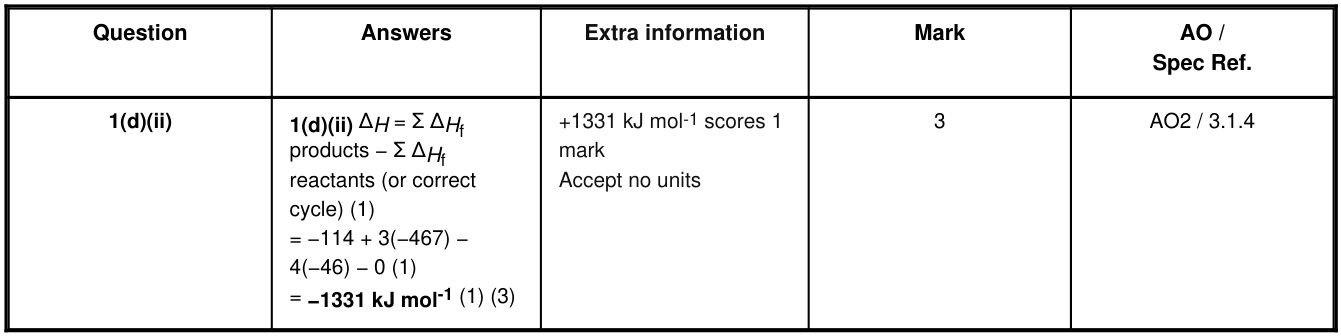 Question Answers Extra information Mark AO /
Spec Ref.
1(d)(ii) 1(d)(ii) ΔH = Σ ΔHf +1331 kJ mol-1 scores 1 3 AO2 / 3.1.4
products – Σ ΔHf mark
reactants (or correct Accept no units
cycle) (1)
= –114 + 3(–467) –
4(–46) – 0 (1)
= –1331 kJ mol-1 (1) (3)